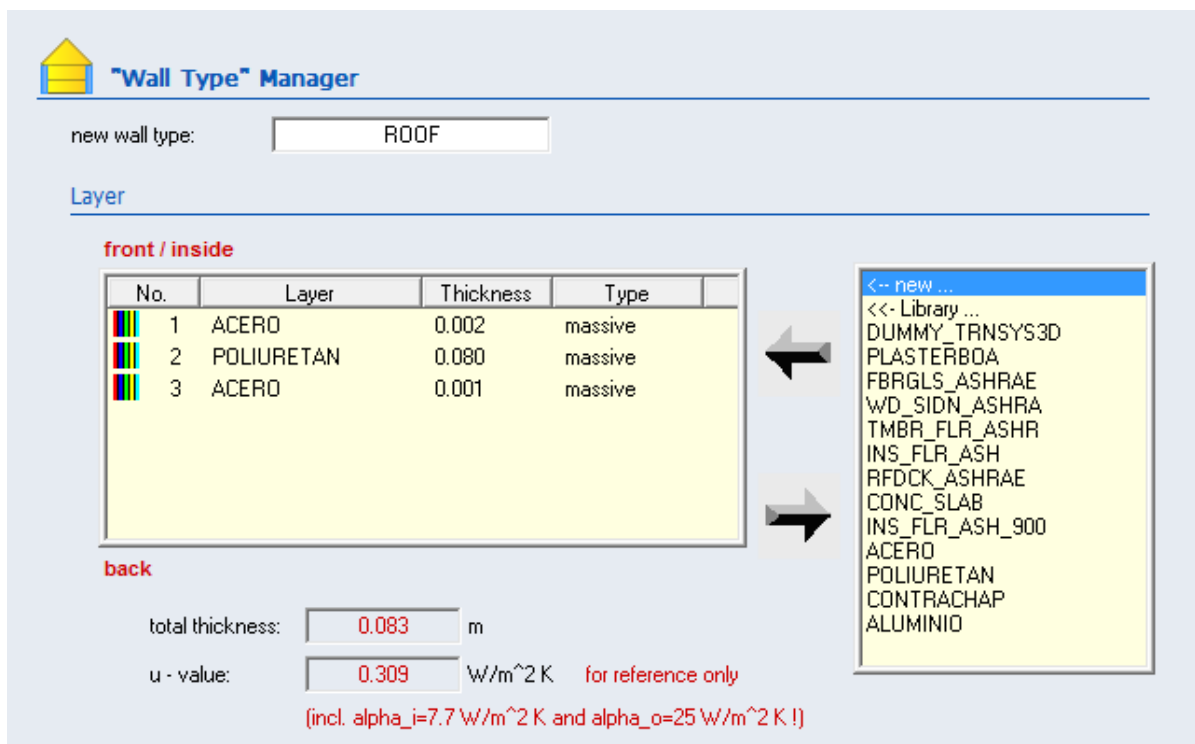 "Wall Type" Manager
new wall type: ROOF
Layer
front / inside
No. Layer Thickness Type
1 ACERO 0.002 massive
2 POLIURETAN 0.080 massive
3 ACERO 0.001 massive
back
total thickness: 0.083 m
u - value: 0.309 W/m^2 K for reference only
(incl. alpha_i=7.7 W/m^2 K and alpha_o=25 W/m^2 K !)
<-- new ...
<<- Library ...
DUMMY_TRNSYS3D
PLASTERBOA
FBRGLS_ASHRAE
WD_SIDN_ASHRA
TMBR_FLR_ASHR
INS_FLR_ASH
RFDCK_ASHRAE
CONC_SLAB
INS_FLR_ASH_900
ACERO
POLIURETAN
CONTRACHAP
ALUMINIO